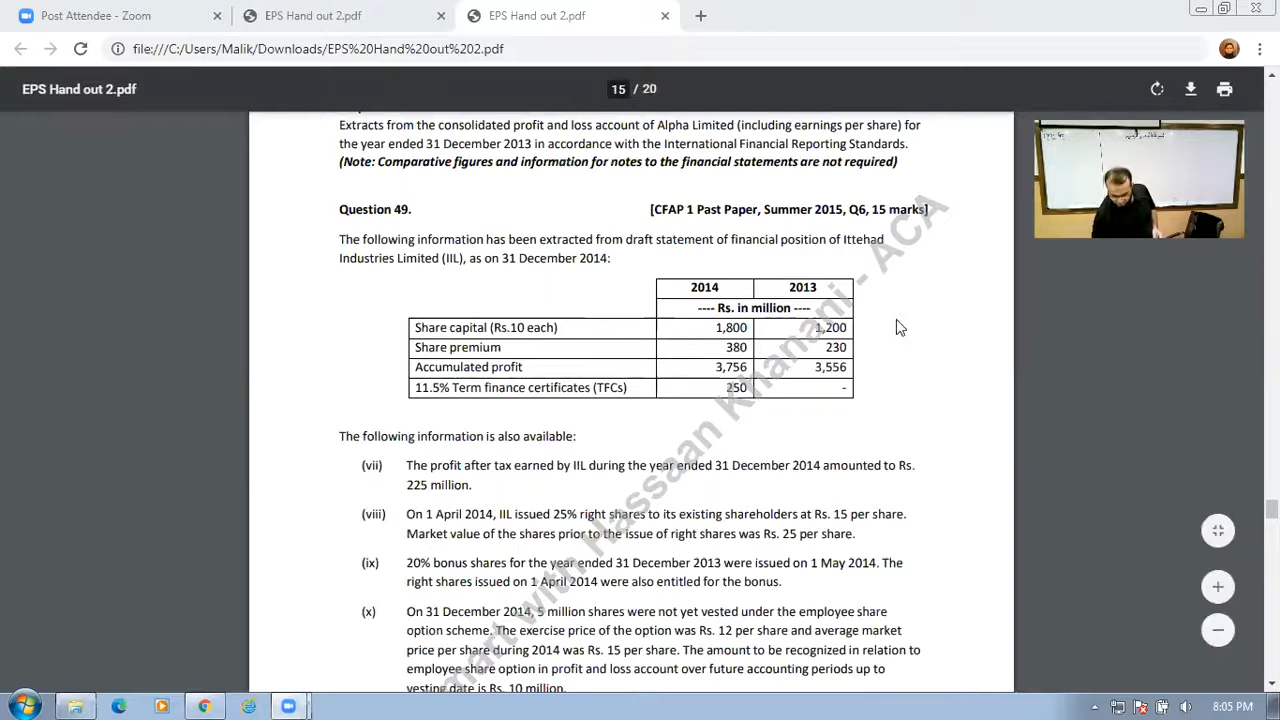 Post Attendee - Zoom
EPS Hand out 2.pdf
EPS Hand out 2.pdf
file:///C:/Users/Malik/Downloads/EPS%20Hand%20out%202.pdf
EPS Hand out 2.pdf
15 / 20
Extracts from the consolidated profit and loss account of Alpha Limited (including earnings per share) for
the year ended 31 December 2013 in accordance with the International Financial Reporting Standards.
(Note: Comparative figures and information for notes to the financial statements are not required)
Question 49. [CFAP 1 Past Paper, Summer 2015, Q6, 15 marks]
The following information has been extracted from draft statement of financial position of Ittehad
Industries Limited (IIL), as on 31 December 2014:
2014 2013
---- Rs. in million ----
Share capital (Rs.10 each) 1,800 1,200
Share premium 380 230
Accumulated profit 3,756 3,556
11.5% Term finance certificates (TFCs) 250 -
The following information is also available:
(vii) The profit after tax earned by IIL during the year ended 31 December 2014 amounted to Rs.
225 million.
(viii) On 1 April 2014, IIL issued 25% right shares to its existing shareholders at Rs. 15 per share.
Market value of the shares prior to the issue of right shares was Rs. 25 per share.
(ix) 20% bonus shares for the year ended 31 December 2013 were issued on 1 May 2014. The
right shares issued on 1 April 2014 were also entitled for the bonus.
(x) On 31 December 2014, 5 million shares were not yet vested under the employee share
option scheme. The exercise price of the option was Rs. 12 per share and average market
price per share during 2014 was Rs. 15 per share. The amount to be recognized in relation to
employee share option in profit and loss account over future accounting periods up to
vesting date is Rs. 10 million.
mart with Hassaan Khanani - ACA
8:05 PM